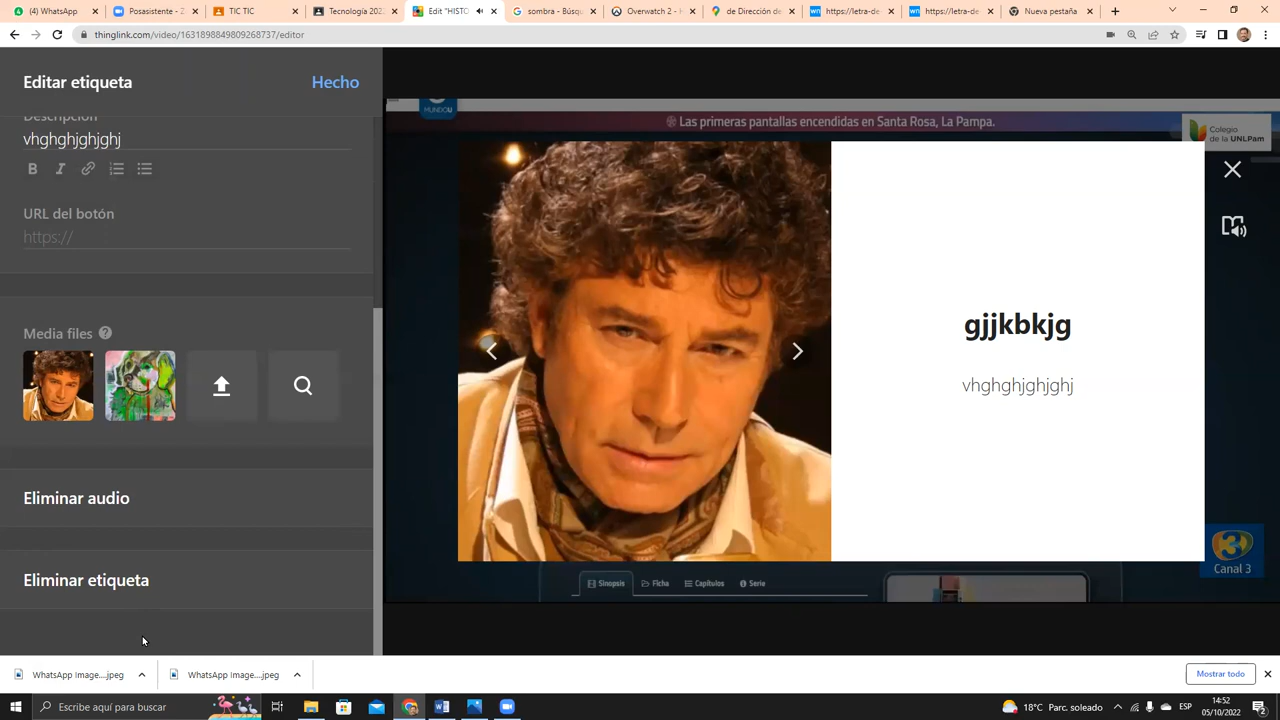 (4) WhatsApp
Posasistente - Z
TIC TIC
Tecnología 2022
Edit "HISTO
sombra - Búsqu
Overwatch 2 - H
de Dirección de
https://letra-de-
https://letra-de-
Nueva pestaña
thinglink.com/video/1631898849809268737/editor
Editar etiqueta
Hecho
Descripción
vhghghjghjghj
B I
URL del botón
https://
Media files ?
Eliminar audio
Eliminar etiqueta
MUNDOU
Las primeras pantallas encendidas en Santa Rosa, La Pampa.
Colegio
de la UNLPam
gjjkbkjg
vhghghjghjghj
3
Canal 3
Sinopsis
Ficha
Capítulos
Serie
WhatsApp Image....jpeg
WhatsApp Image....jpeg
Mostrar todo
Escribe aquí para buscar
18°C Parc. soleado
ESP
14:52
05/10/2022
2